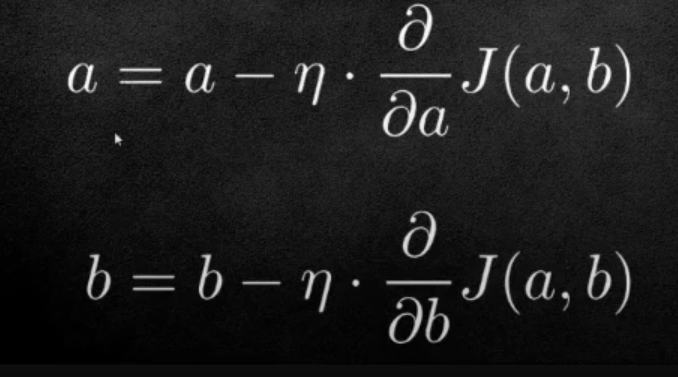 a = a − η · ∂/∂a J(a, b)
b = b − η · ∂/∂b J(a, b)